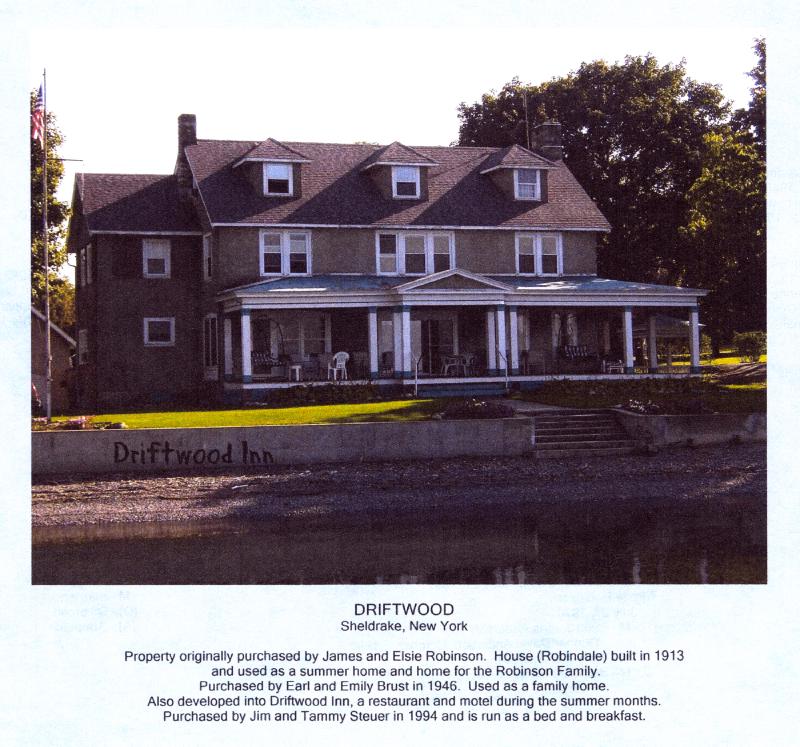 Driftwood Inn
DRIFTWOOD
Sheldrake, New York
Property originally purchased by James and Elsie Robinson. House (Robindale) built in 1913
and used as a summer home and home for the Robinson Family.
Purchased by Earl and Emily Brust in 1946. Used as a family home.
Also developed into Driftwood Inn, a restaurant and motel during the summer months.
Purchased by Jim and Tammy Steuer in 1994 and is run as a bed and breakfast.